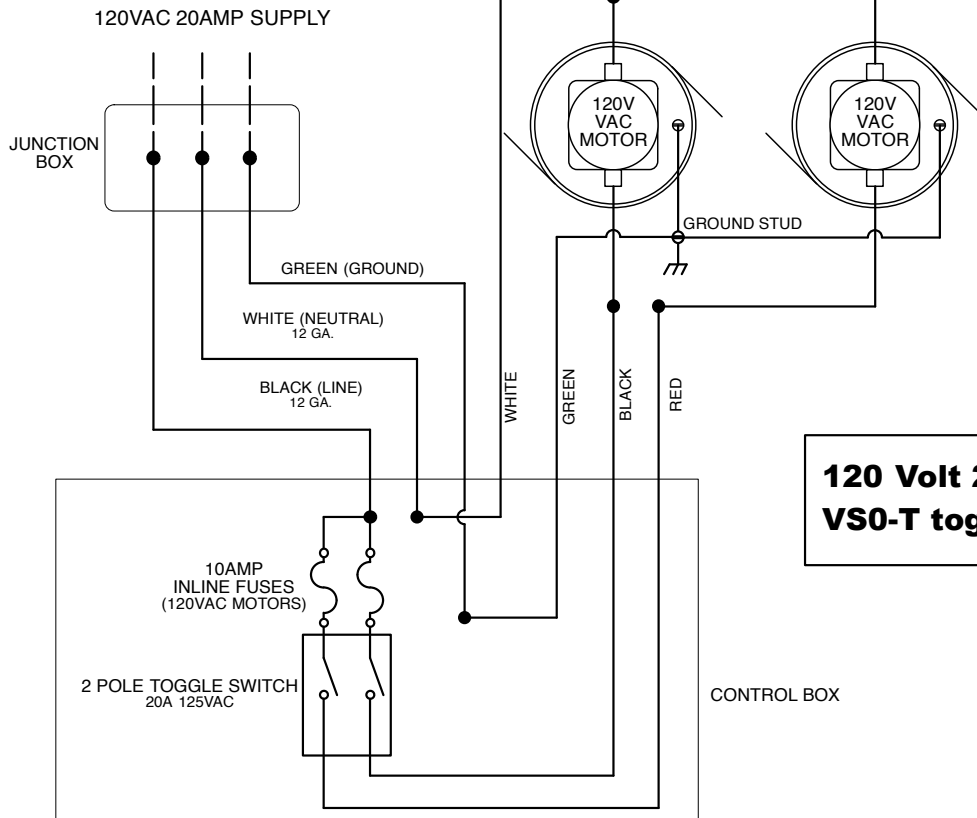 120VAC 20AMP SUPPLY
JUNCTION
BOX
120V
VAC
MOTOR
120V
VAC
MOTOR
GROUND STUD
GREEN (GROUND)
WHITE (NEUTRAL)
12 GA.
BLACK (LINE)
12 GA.
WHITE
GREEN
BLACK
RED
120 Volt
VS0-T tog
10AMP
INLINE FUSES
(120VAC MOTORS)
2 POLE TOGGLE SWITCH
20A 125VAC
CONTROL BOX